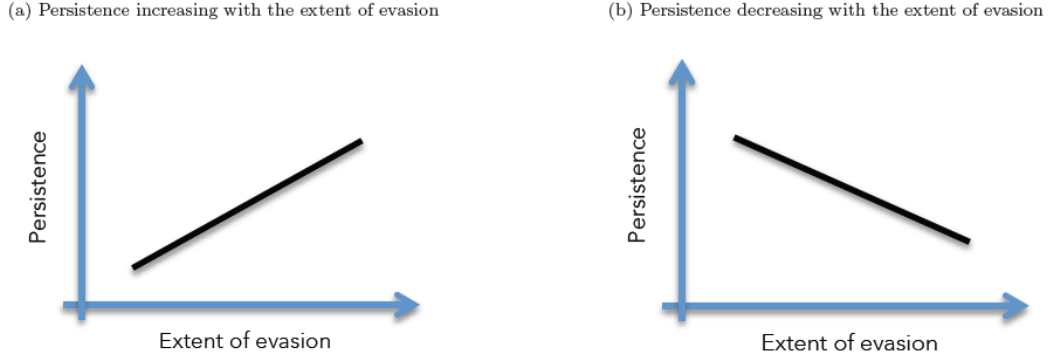 (a) Persistence increasing with the extent of evasion
Persistence
Extent of evasion
(b) Persistence decreasing with the extent of evasion
Persistence
Extent of evasion